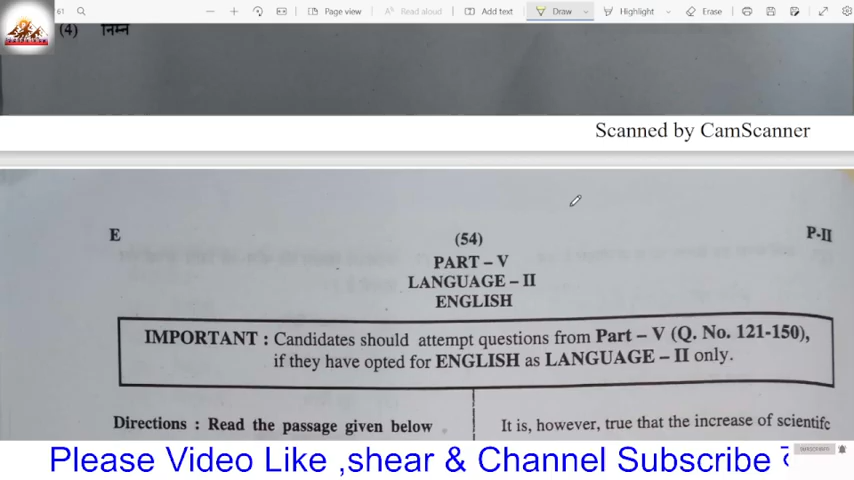 61
Page view
Read aloud
Add text
Draw
Highlight
Erase
(4) निम्न
Scanned by CamScanner
E
(54)
P-II
PART – V
LANGUAGE – II
ENGLISH
IMPORTANT : Candidates should attempt questions from Part – V (Q. No. 121-150),
if they have opted for ENGLISH as LANGUAGE – II only.
Directions : Read the passage given below
It is, however, true that the increase of scientifc
Please Video Like ,shear & Channel Subscribe